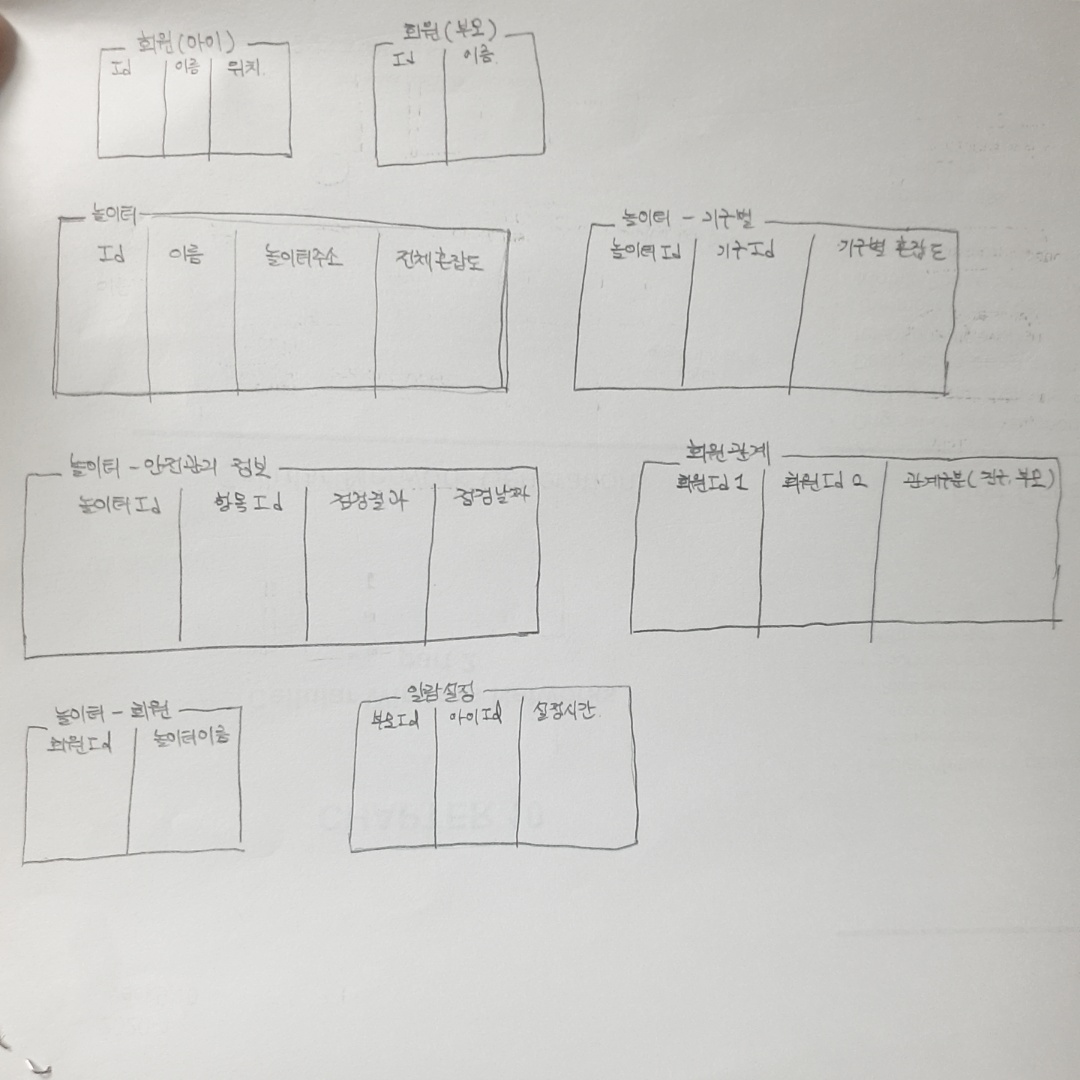 회원(아이)
Id 이름 위치
회원(부모)
Id 이름
놀이터
Id 이름 놀이터주소 전체혼잡도
놀이터 - 기구별
놀이터Id 기구Id 기구별 혼잡도
놀이터 - 안전관리 정보
놀이터Id 항목Id 점검결과 점검날짜
회원관계
회원Id1 회원Id2 관계구분(친구, 부모)
놀이터 - 회원
회원Id 놀이터이름
알람설정
부모Id 아이Id 설정시간